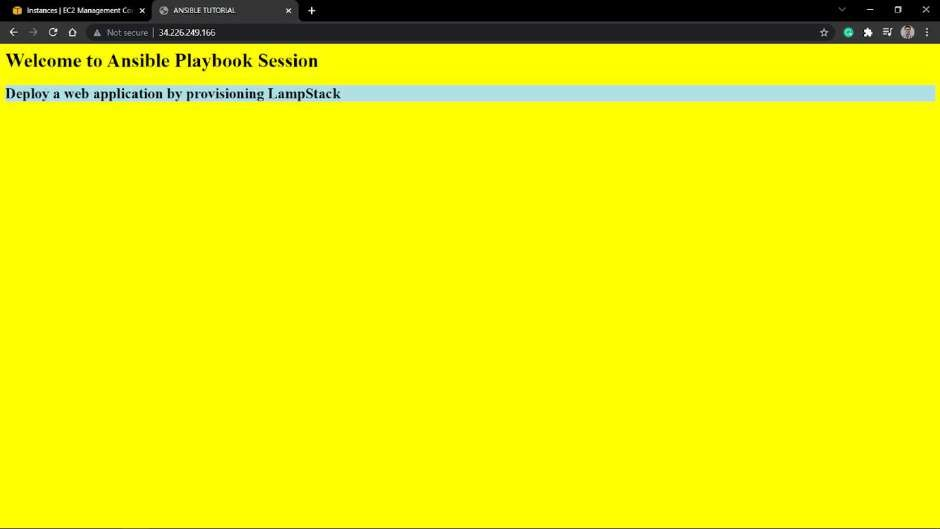 Instances | EC2 Management Co
ANSIBLE TUTORIAL
Not secure
34.226.249.166
Welcome to Ansible Playbook Session
Deploy a web application by provisioning LampStack